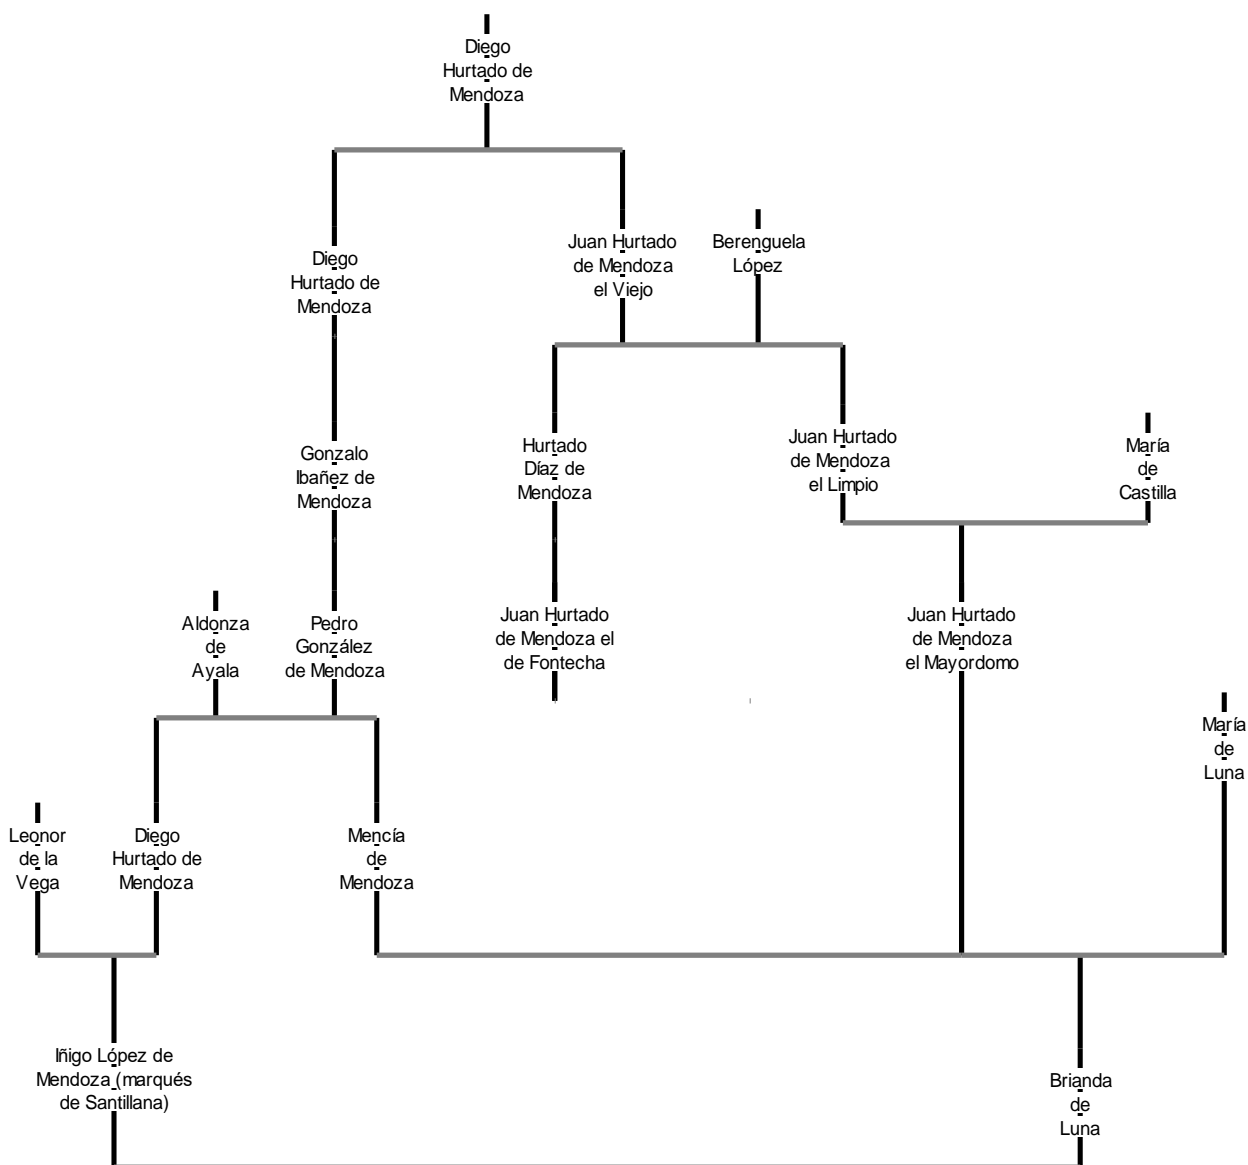 Diego
Hurtado de
Mendoza
Diego
Hurtado de
Mendoza
Juan Hurtado
de Mendoza
el Viejo
Berenguela
López
Gonzalo
Ibañez de
Mendoza
Hurtado
Díaz de
Mendoza
Juan Hurtado
de Mendoza
el Limpio
María
de
Castilla
Aldonza
de
Ayala
Pedro
González
de Mendoza
Juan Hurtado
de Mendoza el
de Fontecha
Juan Hurtado
de Mendoza
el Mayordomo
María
de
Luna
Leonor
de la
Vega
Diego
Hurtado de
Mendoza
Mencía
de
Mendoza
Iñigo López de
Mendoza (marqués
de Santillana)
Brianda
de
Luna